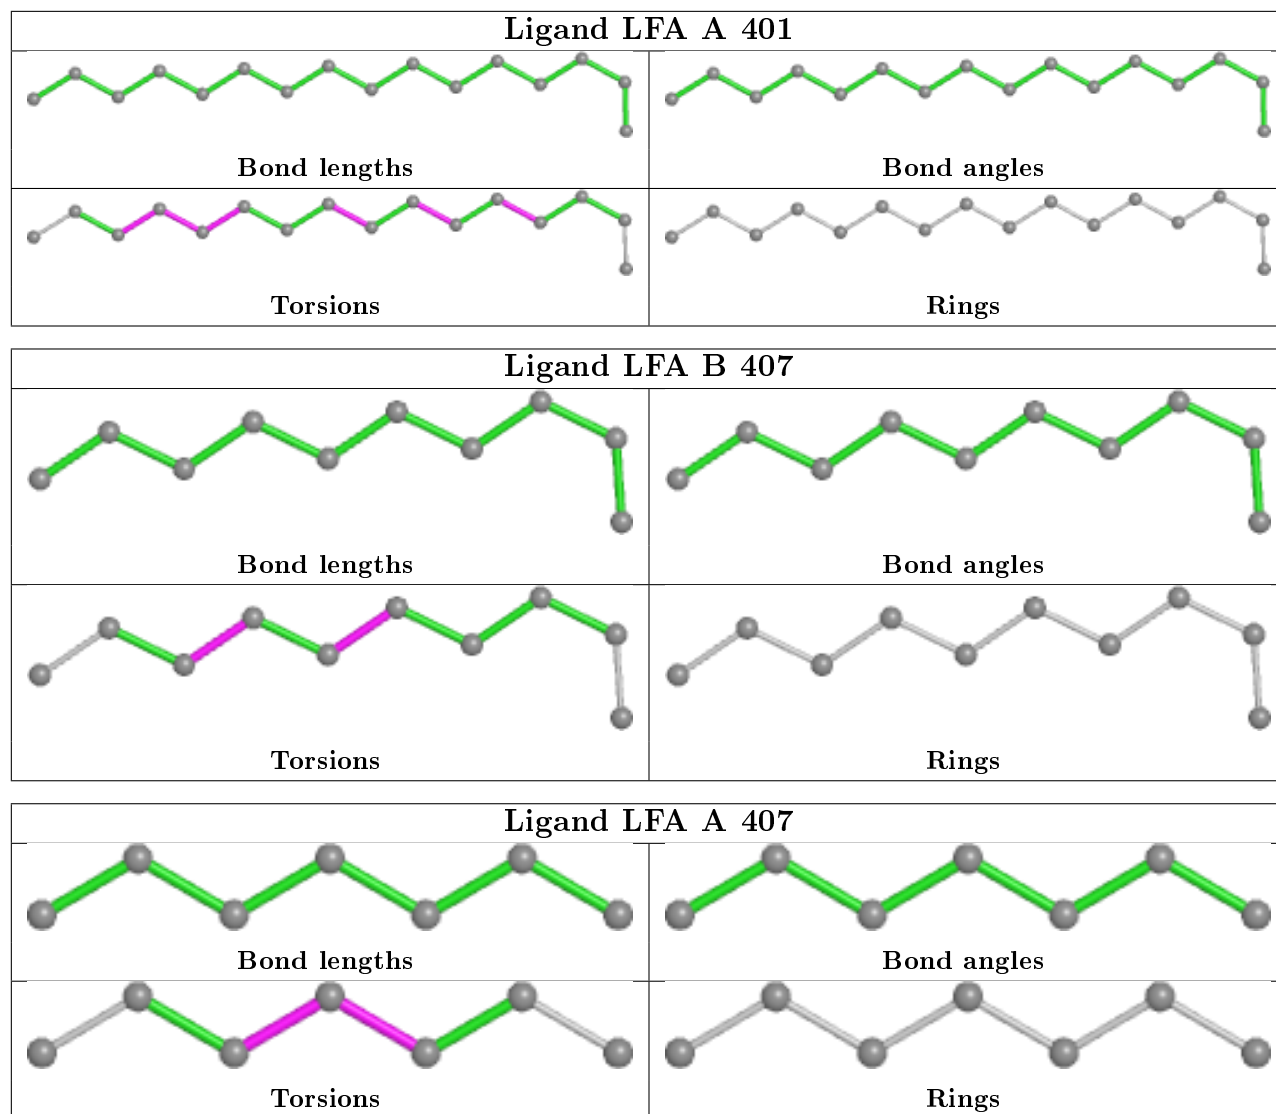 Ligand LFA A 401
Bond lengths
Bond angles
Torsions
Rings
Ligand LFA B 407
Bond lengths
Bond angles
Torsions
Rings
Ligand LFA A 407
Bond lengths
Bond angles
Torsions
Rings